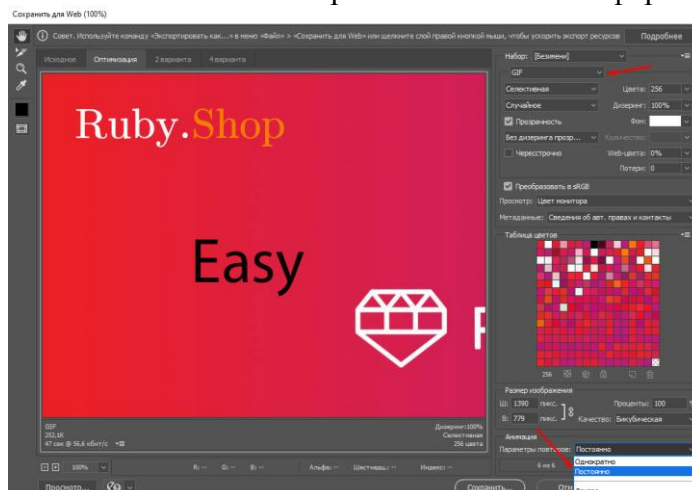 Сохранить для Web (100%)
Совет. Используйте команду «Экспортировать как...» в меню «Файл» > «Сохранить для Web» или щелкните слой правой кнопкой мыши, чтобы ускорить экспорт ресурсов
Подробнее
Исходное Оптимизация 2 варианта 4 варианта
Ruby.Shop
Easy
GIF
252,1K
47 сек @ 56,6 кбит/с
Дизеринг:100%
Селективная
256 цвета
100% R: -- G: -- B: -- Альфа: -- Шестнадц.: -- Индекс: --
Просмотр...
Сохранить...
Набор: [Безимени]
GIF
Селективная Цвета: 256
Случайное Дизеринг: 100%
Прозрачность Фон:
Без дизеринга прозр... Количество:
Чересстрочно Web-цвета: 0%
Потери: 0
Преобразовать в sRGB
Просмотр: Цвет монитора
Метаданные: Сведения об авт. правах и контакты
Таблица цветов
256
Размер изображения
Ш: 1390 пикс. Проценты: 100
В: 779 пикс. Качество: Бикубическая
Анимация
Параметры повторов: Постоянно
Однократно
Постоянно
6 из 6